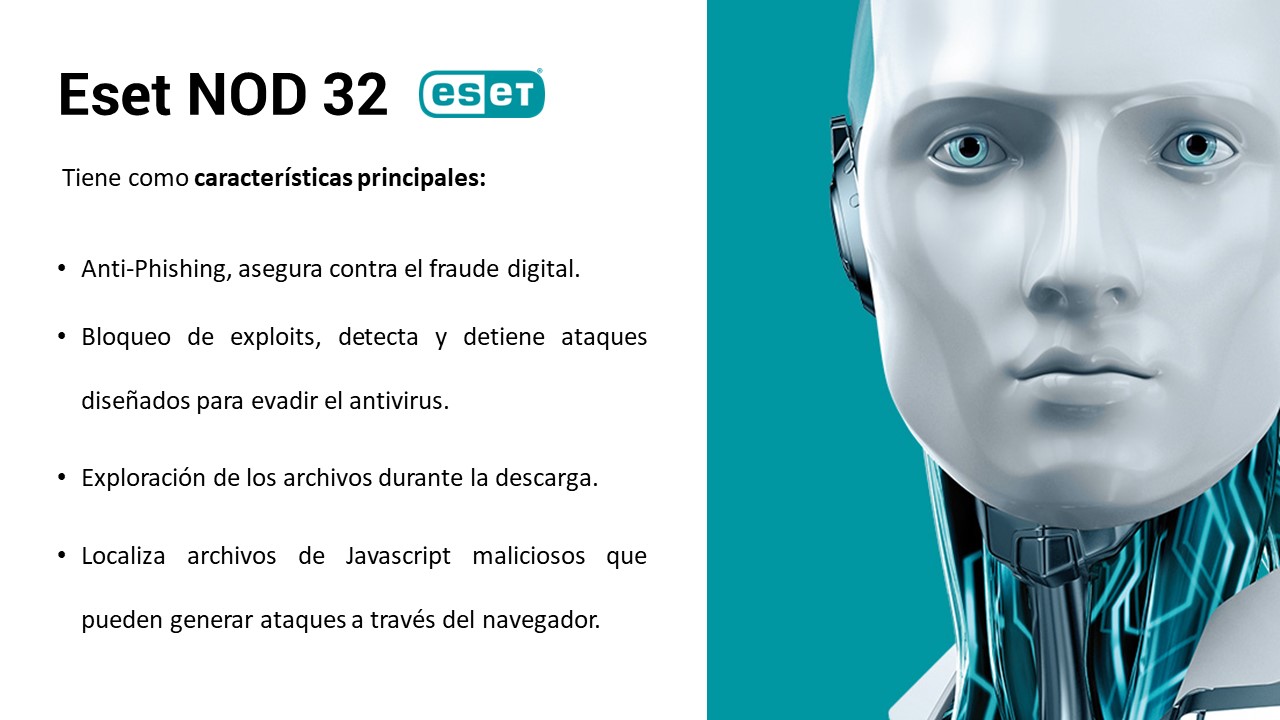 Eset NOD 32
eseT®
Tiene como características principales:
• Anti-Phishing, asegura contra el fraude digital.
• Bloqueo de exploits, detecta y detiene ataques
diseñados para evadir el antivirus.
• Exploración de los archivos durante la descarga.
• Localiza archivos de Javascript maliciosos que
pueden generar ataques a través del navegador.